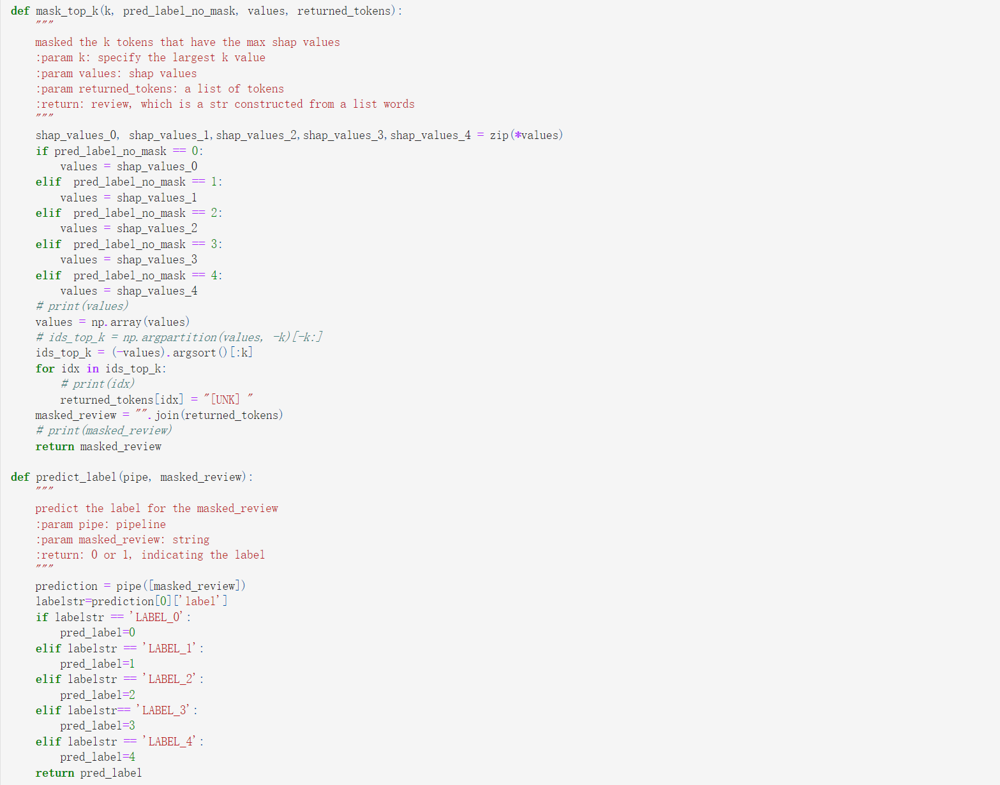 def mask_top_k(k, pred_label_no_mask, values, returned_tokens):
    """
    masked the k tokens that have the max shap values
    :param k: specify the largest k value
    :param values: shap values
    :param returned_tokens: a list of tokens
    :return: review, which is a str constructed from a list words
    """
    shap_values_0, shap_values_1,shap_values_2,shap_values_3,shap_values_4 = zip(*values)
    if pred_label_no_mask == 0:
        values = shap_values_0
    elif  pred_label_no_mask == 1:
        values = shap_values_1
    elif  pred_label_no_mask == 2:
        values = shap_values_2
    elif  pred_label_no_mask == 3:
        values = shap_values_3
    elif  pred_label_no_mask == 4:
        values = shap_values_4
    # print(values)
    values = np.array(values)
    # ids_top_k = np.argpartition(values, -k)[-k:]
    ids_top_k = (-values).argsort()[:k]
    for idx in ids_top_k:
        # print(idx)
        returned_tokens[idx] = "[UNK] "
    masked_review = "".join(returned_tokens)
    # print(masked_review)
    return masked_review

def predict_label(pipe, masked_review):
    """
    predict the label for the masked_review
    :param pipe: pipeline
    :param masked_review: string
    :return: 0 or 1, indicating the label
    """
    prediction = pipe([masked_review])
    labelstr=prediction[0]['label']
    if labelstr == 'LABEL_0':
        pred_label=0
    elif labelstr == 'LABEL_1':
        pred_label=1
    elif labelstr == 'LABEL_2':
        pred_label=2
    elif labelstr== 'LABEL_3':
        pred_label=3
    elif labelstr == 'LABEL_4':
        pred_label=4
    return pred_label